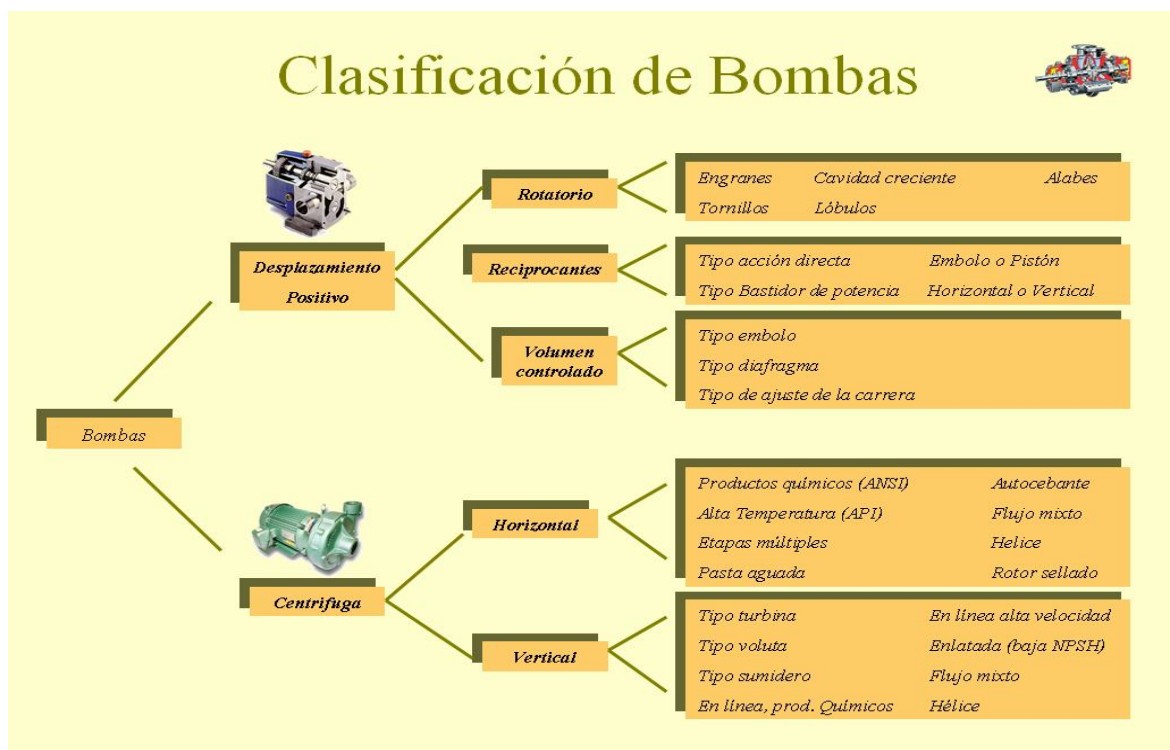 Clasificación de Bombas
Bombas
Desplazamiento
Positivo
Rotatorio
Engranes Cavidad creciente Alabes
Tornillos Lóbulos
Reciprocantes
Tipo acción directa Embolo o Pistón
Tipo Bastidor de potencia Horizontal o Vertical
Volumen
controlado
Tipo embolo
Tipo diafragma
Tipo de ajuste de la carrera
Centrifuga
Horizontal
Productos químicos (ANSI) Autocebante
Alta Temperatura (API) Flujo mixto
Etapas múltiples Helice
Pasta aguada Rotor sellado
Vertical
Tipo turbina En línea alta velocidad
Tipo voluta Enlatada (baja NPSH)
Tipo sumidero Flujo mixto
En línea, prod. Químicos Hélice